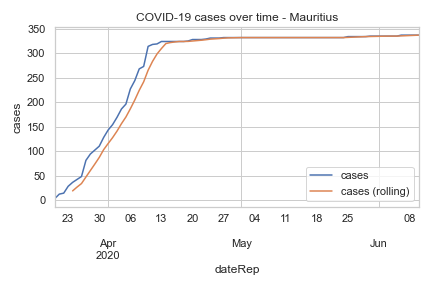 COVID-19 cases over time - Mauritius
350
300
250
200
150
100
50
0
cases
cases
cases (rolling)
23 30 06 13 20 27 04 11 18 25 08
Apr May Jun
2020
dateRep